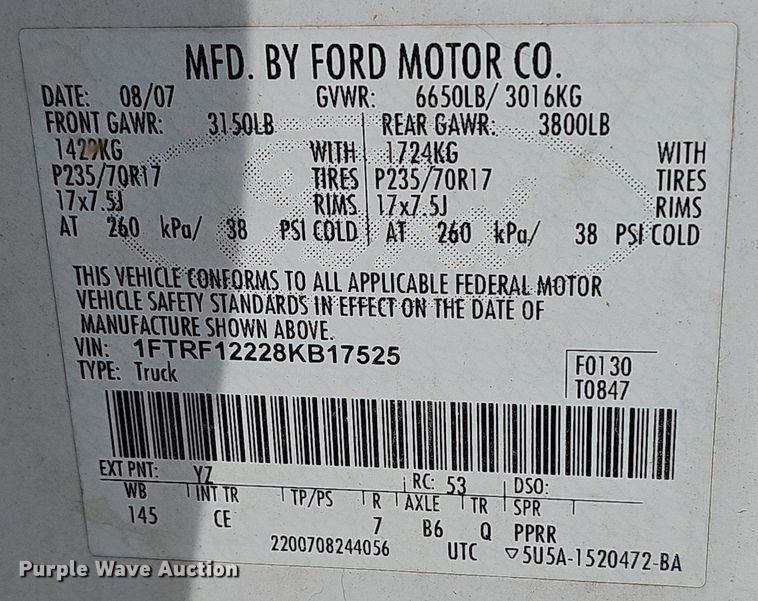 MFD. BY FORD MOTOR CO.
DATE: 08/07 GVWR: 6650LB/ 3016KG
FRONT GAWR: 3150LB REAR GAWR: 3800LB
1429KG WITH 1724KG WITH
P235/70R17 TIRES P235/70R17 TIRES
17x7.5J RIMS 17x7.5J RIMS
AT 260 kPa/ 38 PSI COLD AT 260 kPa/ 38 PSI COLD
THIS VEHICLE CONFORMS TO ALL APPLICABLE FEDERAL MOTOR
VEHICLE SAFETY STANDARDS IN EFFECT ON THE DATE OF
MANUFACTURE SHOWN ABOVE.
VIN: 1FTRF12228KB17525
TYPE: Truck
F0130
T0847
EXT PNT: YZ RC: 53 DSO:
WB INT TR TP/PS R AXLE TR SPR
145 CE 7 B6 Q PPRR
2200708244056 UTC ▽5U5A-1520472-BA
Purple Wave Auction